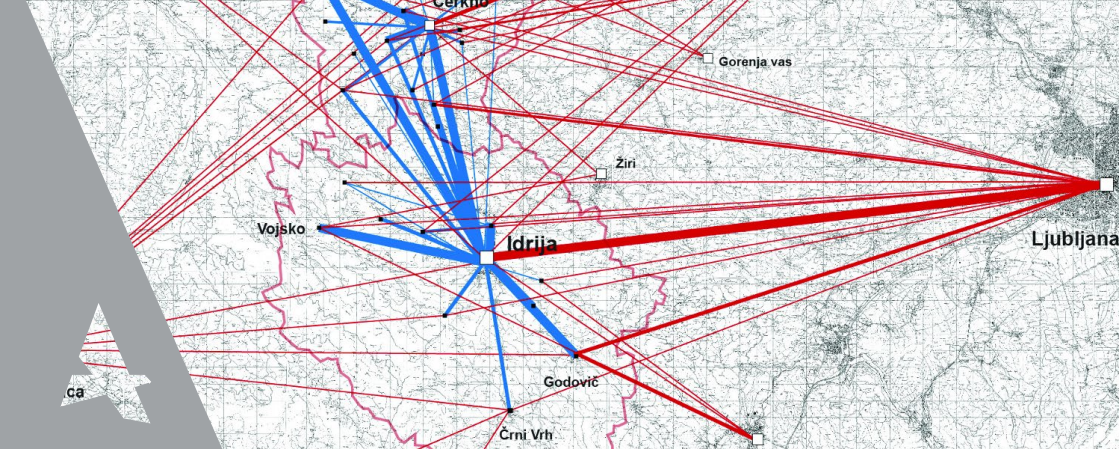 Cerkno
Gorenja vas
Žiri
Vojsko
Idrija
Ljubljana
ca
Godovič
Črni Vrh